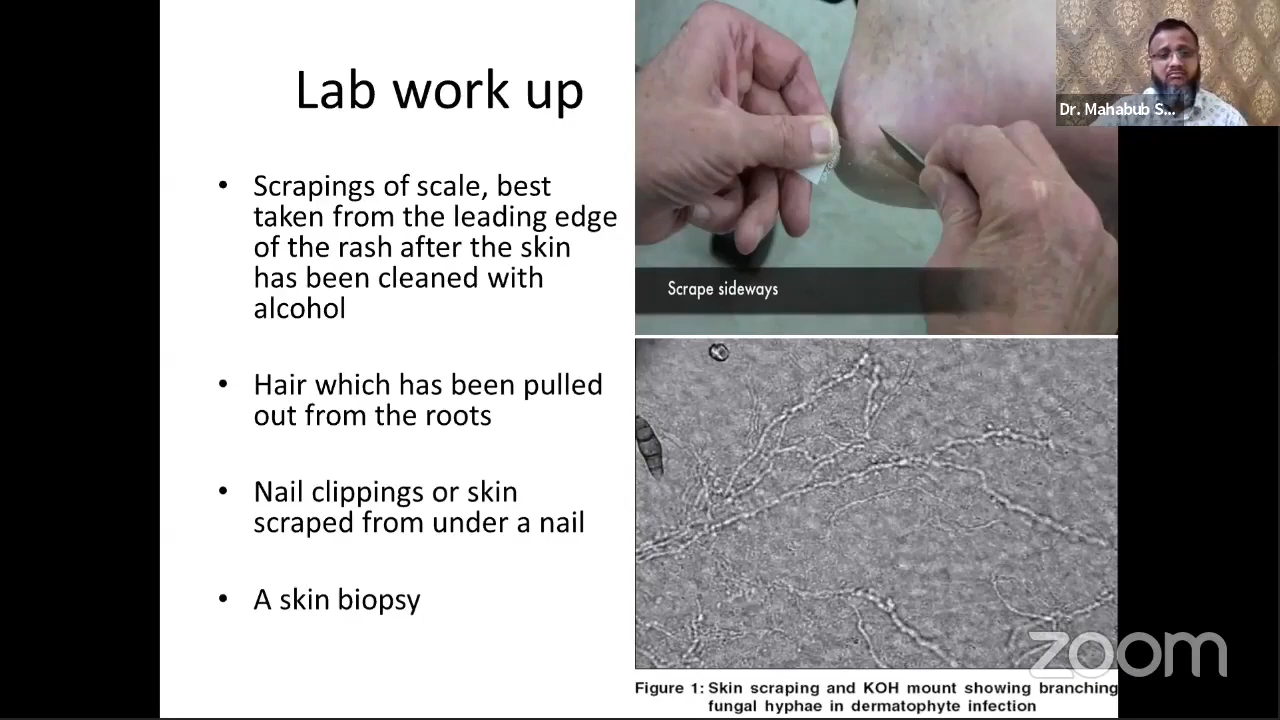 Lab work up
• Scrapings of scale, best
taken from the leading edge
of the rash after the skin
has been cleaned with
alcohol
• Hair which has been pulled
out from the roots
• Nail clippings or skin
scraped from under a nail
• A skin biopsy
Scrape sideways
Dr. Mahabub S...
zoom
Figure 1: Skin scraping and KOH mount showing branching
fungal hyphae in dermatophyte infection